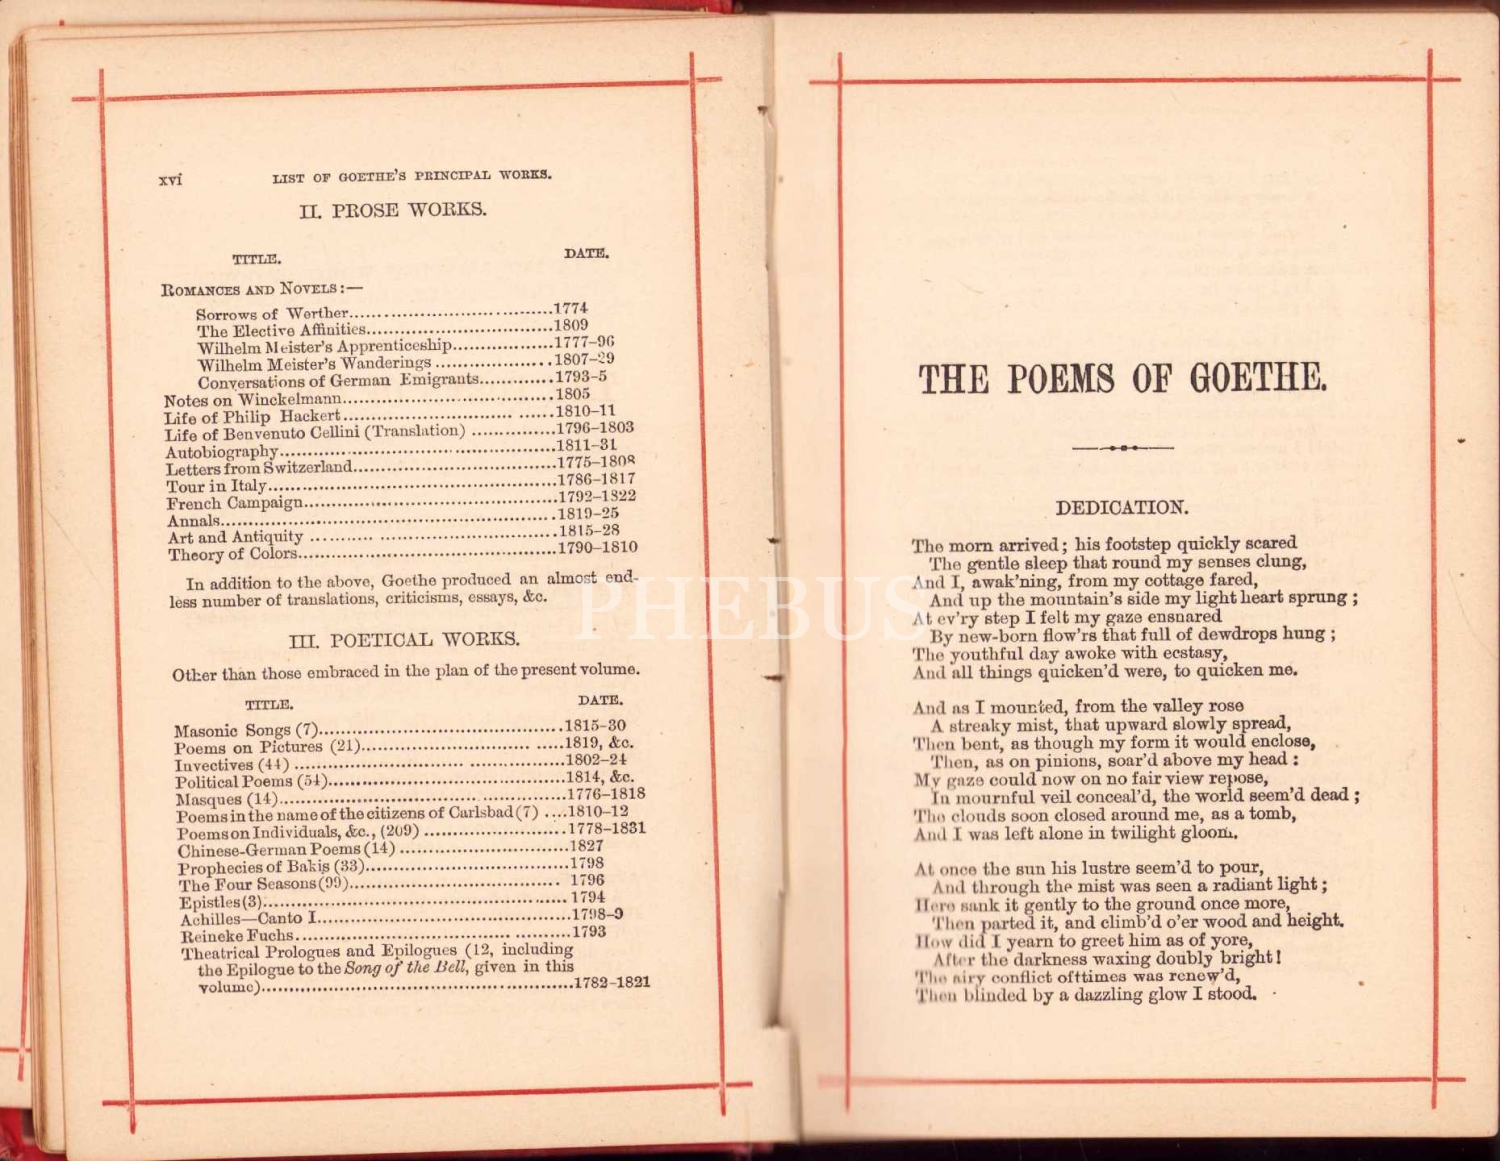 xvi LIST OF GOETHE'S PRINCIPAL WORKS.
II. PROSE WORKS.
TITLE. DATE.
ROMANCES AND NOVELS:—
Sorrows of Werther....................................1774
The Elective Affinities.................................1809
Wilhelm Meister's Apprenticeship..................1777-96
Wilhelm Meister's Wanderings .....................1807-29
Conversations of German Emigrants.............1793-5
Notes on Winckelmann.....................................1805
Life of Philip Hackert.............................. ......1810-11
Life of Benvenuto Cellini (Translation) ...............1796-1803
Autobiography.................................................1811-31
Letters from Switzerland....................................1775-1808
Tour in Italy...................................................1786-1817
French Campaign.............................................1792-1822
Annals............................................................1819-25
Art and Antiquity ........... ................................1815-28
Theory of Colors..............................................1790-1810
In addition to the above, Goethe produced an almost end-
less number of translations, criticisms, essays, &c.
III. POETICAL WORKS.
Other than those embraced in the plan of the present volume.
TITLE. DATE.
Masonic Songs (7)...........................................1815-30
Poems on Pictures (21)............................... .....1819, &c.
Invectives (44) ............................... .................1802-24
Political Poems (54)..........................................1814, &c.
Masques (14)...................................................1776-1818
Poems in the name of the citizens of Carlsbad (7) ....1810-12
Poems on Individuals, &c., (209) .........................1778-1831
Chinese-German Poems (14) ..............................1827
Prophecies of Bakis (33)....................................1798
The Four Seasons (99)..................................... 1796
Epistles (3)...................................................... 1794
Achilles—Canto I.............................................1798-9
Reineke Fuchs....................................... ..........1793
Theatrical Prologues and Epilogues (12, including
the Epilogue to the Song of the Bell, given in this
volume)........................................................1782-1821
THE POEMS OF GOETHE.
DEDICATION.
The morn arrived; his footstep quickly scared
The gentle sleep that round my senses clung,
And I, awak'ning, from my cottage fared,
And up the mountain's side my light heart sprung;
At ev'ry step I felt my gaze ensnared
By new-born flow'rs that full of dewdrops hung;
The youthful day awoke with ecstasy,
And all things quicken'd were, to quicken me.
And as I mounted, from the valley rose
A streaky mist, that upward slowly spread,
Then bent, as though my form it would enclose,
Then, as on pinions, soar'd above my head:
My gaze could now on no fair view repose,
In mournful veil conceal'd, the world seem'd dead;
The clouds soon closed around me, as a tomb,
And I was left alone in twilight gloom.
At once the sun his lustre seem'd to pour,
And through the mist was seen a radiant light;
Here sank it gently to the ground once more,
Then parted it, and climb'd o'er wood and height.
How did I yearn to greet him as of yore,
After the darkness waxing doubly bright!
The airy conflict ofttimes was renew'd,
Then blinded by a dazzling glow I stood.
PHEBUS